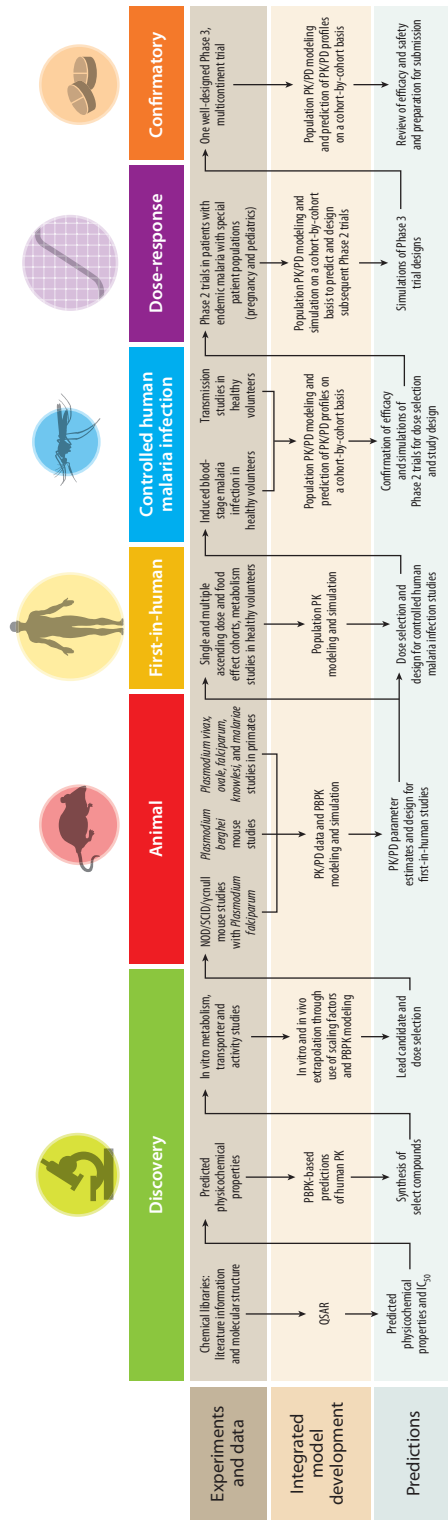 Discovery
Animal
First-in-human
Controlled human
malaria infection
Dose-response
Confirmatory
Experiments
and data
Chemical libraries:
literature information
and molecular structure
Predicted
physicochemical
properties
In vitro metabolism,
transporter and
activity studies
NOD/SCID/γcnull
mouse studies
with Plasmodium
falciparum
Plasmodium
berghei
mouse
studies
Plasmodium vivax,
ovale, falciparum,
knowlesi, and malariae
studies in primates
Single and multiple
ascending dose and food
effect cohorts, metabolism
studies in healthy volunteers
Induced blood-
stage malaria
infection in
healthy volunteers
Transmission
studies in
healthy
volunteers
Phase 2 trials in patients with
endemic malaria with special
patient populations
(pregnancy and pediatrics)
One well-designed Phase 3,
multicontinent trial
Integrated
model
development
QSAR
PBPK-based
predictions
of human PK
In vitro and in vivo
extrapolation through
use of scaling factors
and PBPK modeling
PK/PD data and PBPK
modeling and simulation
Population PK
modeling and simulation
Population PK/PD modeling and
prediction of PK/PD profiles on
a cohort-by-cohort basis
Population PK/PD modeling and
simulation on a cohort-by-cohort
basis to predict and design
subsequent Phase 2 trials
Population PK/PD modeling
and prediction of PK/PD profiles
on a cohort-by-cohort basis
Predictions
Predicted
physicochemical
properties and IC50
Synthesis of
select compounds
Lead candidate and
dose selection
PK/PD parameter
estimates and design for
first-in-human studies
Dose selection and
design for controlled human
malaria infection studies
Confirmation of efficacy
and simulations of
Phase 2 trials for dose selection
and study design
Simulations of Phase 3
trial designs
Review of efficacy and safety
and preparation for submission